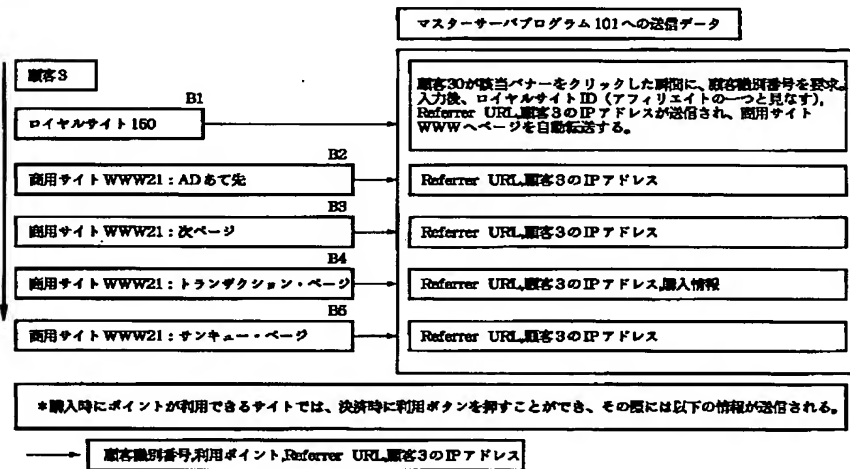 マスターサーバプログラム101への送信データ
顧客3
顧客30が該当バナーをクリックした瞬間に、顧客識別番号を要求。
入力後、ロイヤルサイトID（アフィリエイトの一つと見なす),
Referrer URL,顧客3のIPアドレスが送信され、商用サイト
WWWへページを自動転送する。
B1
ロイヤルサイト150
B2
商用サイトWWW21：ADあて先
Referrer URL,顧客3のIPアドレス
B3
商用サイトWWW21：次ページ
Referrer URL,顧客3のIPアドレス
B4
商用サイトWWW21：トランザクション・ページ
Referrer URL,顧客3のIPアドレス,購入情報
B5
商用サイトWWW21：サンキュー・ページ
Referrer URL,顧客3のIPアドレス
*購入時にポイントが利用できるサイトでは、決済時に利用ボタンを押すことができ、その際には以下の情報が送信される。
顧客識別番号,利用ポイント,Referrer URL,顧客3のIPアドレス